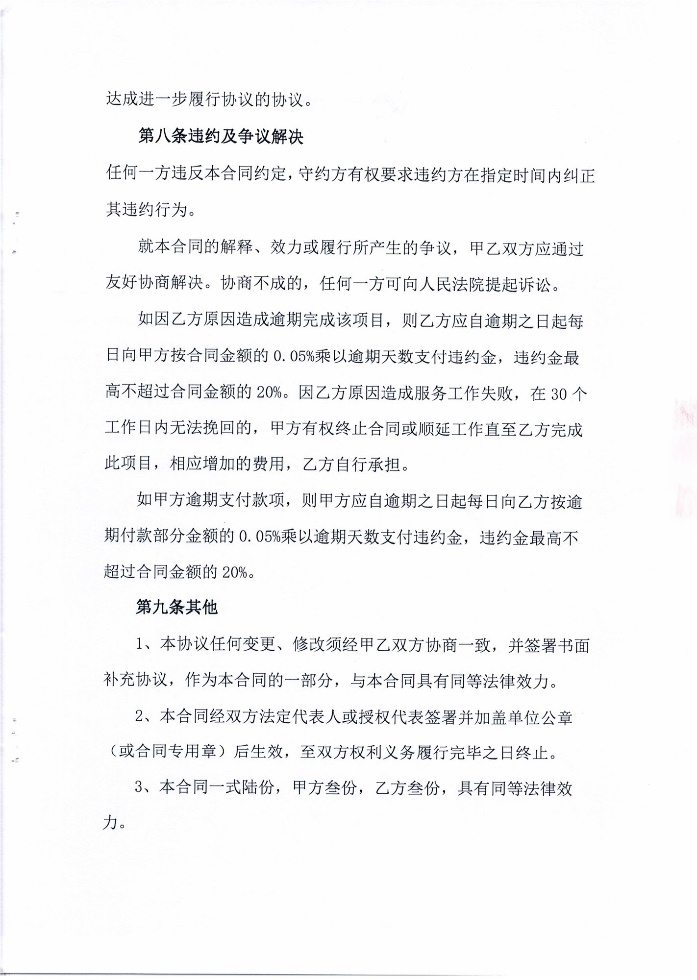 达成进一步履行协议的协议。
第八条违约及争议解决
任何一方违反本合同约定，守约方有权要求违约方在指定时间内纠正
其违约行为。
就本合同的解释、效力或履行所产生的争议，甲乙双方应通过
友好协商解决。协商不成的，任何一方可向人民法院提起诉讼。
如因乙方原因造成逾期完成该项目，则乙方应自逾期之日起每
日向甲方按合同金额的0.05%乘以逾期天数支付违约金，违约金最
高不超过合同金额的20%。因乙方原因造成服务工作失败，在30个
工作日内无法挽回的，甲方有权终止合同或顺延工作直至乙方完成
此项目，相应增加的费用，乙方自行承担。
如甲方逾期支付款项，则甲方应自逾期之日起每日向乙方按逾
期付款部分金额的0.05%乘以逾期天数支付违约金，违约金最高不
超过合同金额的20%。
第九条其他
1、本协议任何变更、修改须经甲乙双方协商一致，并签署书面
补充协议，作为本合同的一部分，与本合同具有同等法律效力。
2、本合同经双方法定代表人或授权代表签署并加盖单位公章
（或合同专用章）后生效，至双方权利义务履行完毕之日终止。
3、本合同一式陆份，甲方叁份，乙方叁份，具有同等法律效
力。